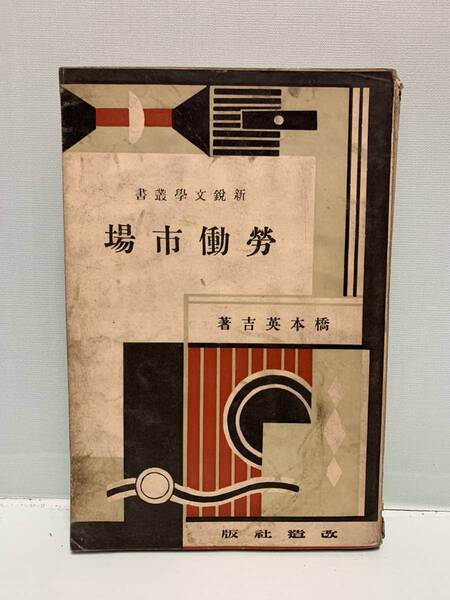 新鋭文學叢書
勞働市場
橋本英吉著
改造社版